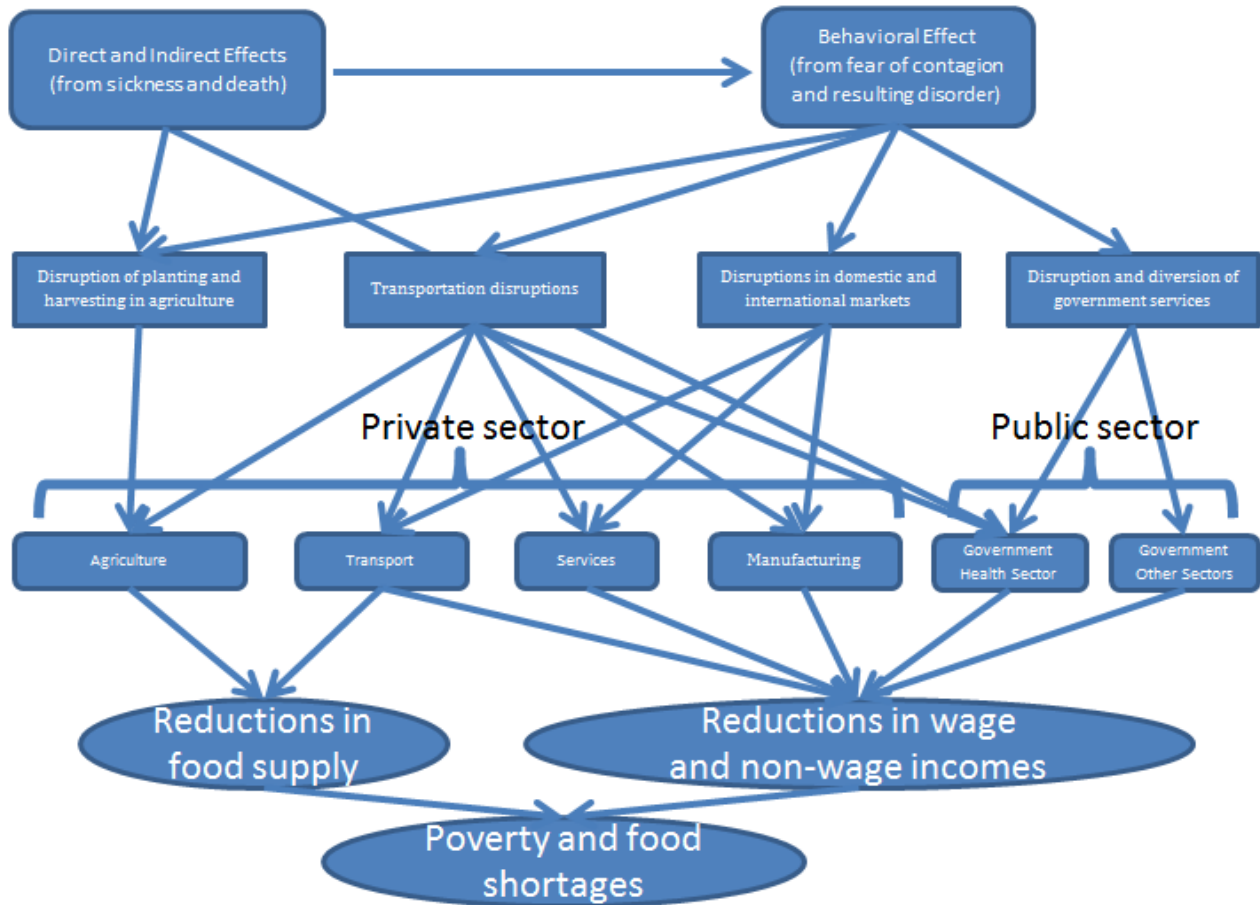 Direct and Indirect Effects
(from sickness and death)
Behavioral Effect
(from fear of contagion
and resulting disorder)
Disruption of planting and
harvesting in agriculture
Transportation disruptions
Disruptions in domestic and
international markets
Disruption and diversion of
government services
Private sector
Public sector
Agriculture
Transport
Services
Manufacturing
Government
Health Sector
Government
Other Sectors
Reductions in
food supply
Reductions in wage
and non-wage incomes
Poverty and food
shortages